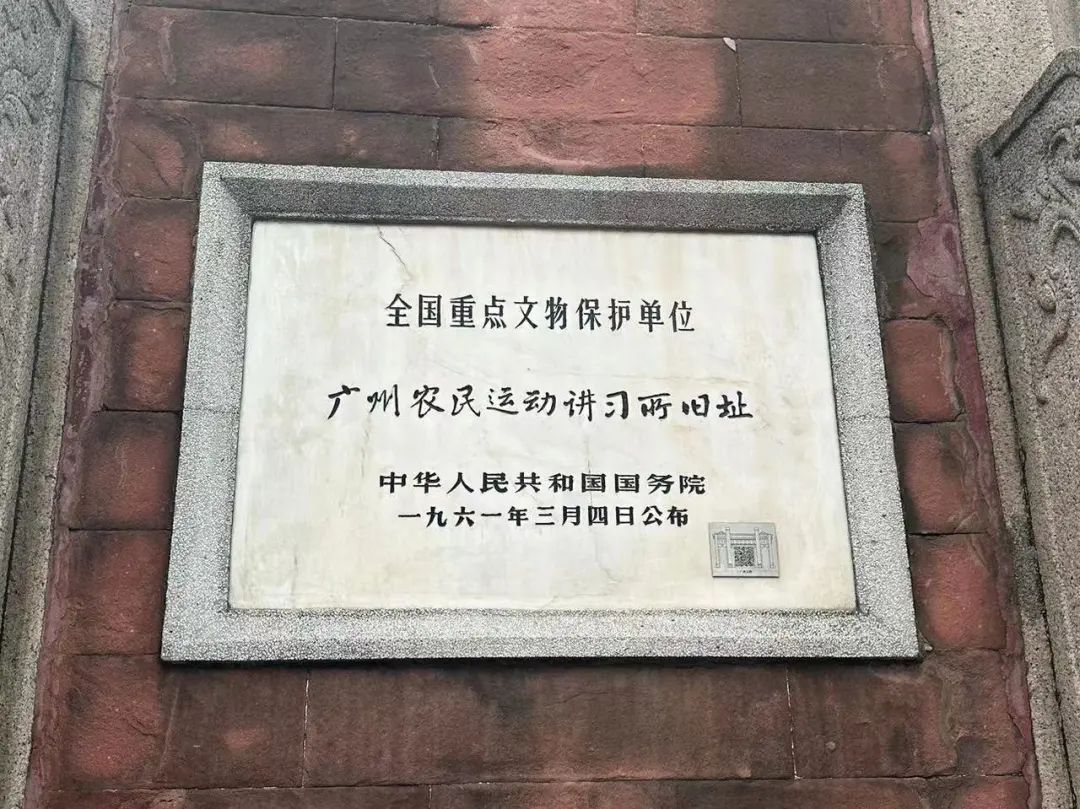 全国重点文物保护单位
广州农民运动讲习所旧址
中华人民共和国国务院
一九六一年三月四日公布